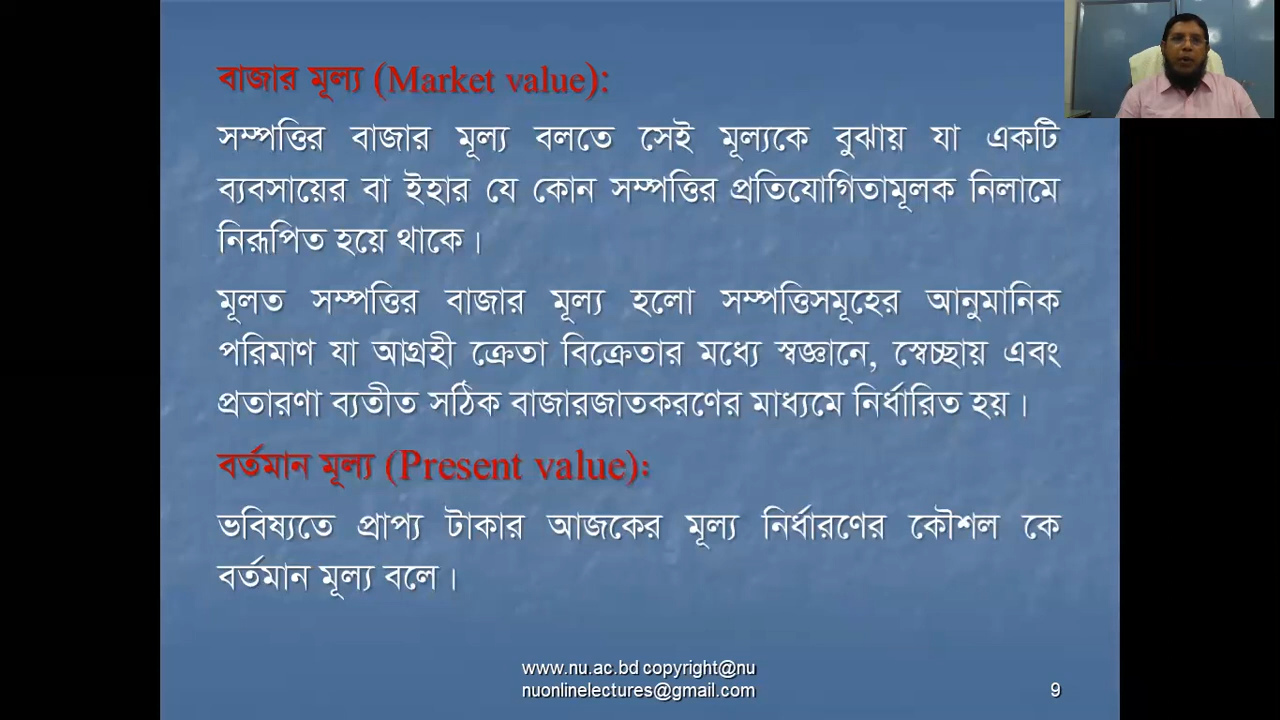 বাজার মূল্য (Market value):
সম্পত্তির বাজার মূল্য বলতে সেই মূল্যকে বুঝায় যা একটি
ব্যবসায়ের বা ইহার যে কোন সম্পত্তির প্রতিযোগিতামূলক নিলামে
নিরূপিত হয়ে থাকে।
মূলত সম্পত্তির বাজার মূল্য হলো সম্পত্তিসমূহের আনুমানিক
পরিমাণ যা আগ্রহী ক্রেতা বিক্রেতার মধ্যে স্বজ্ঞানে, স্বেচ্ছায় এবং
প্রতারণা ব্যতীত সঠিক বাজারজাতকরণের মাধ্যমে নির্ধারিত হয়।
বর্তমান মূল্য (Present value):
ভবিষ্যতে প্রাপ্য টাকার আজকের মূল্য নির্ধারণের কৌশল কে
বর্তমান মূল্য বলে।
www.nu.ac.bd copyright@nu
nuonlinelectures@gmail.com
9